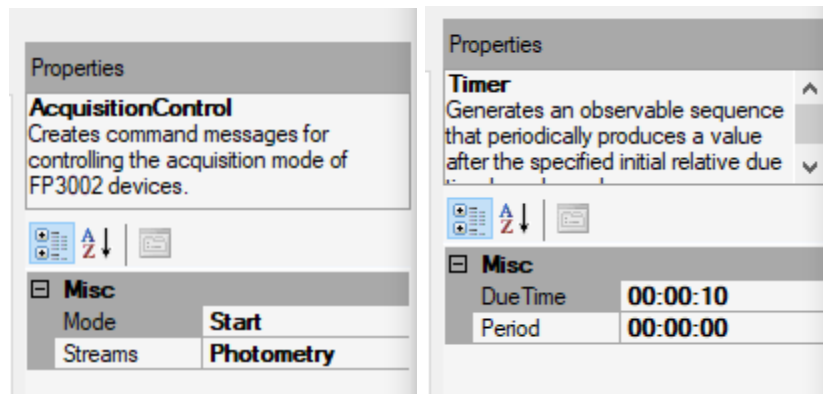 Properties
AcquisitionControl
Creates command messages for
controlling the acquisition mode of
FP3002 devices.
Misc
Mode Start
Streams Photometry
Properties
Timer
Generates an observable sequence
that periodically produces a value
after the specified initial relative due
Misc
DueTime 00:00:10
Period 00:00:00